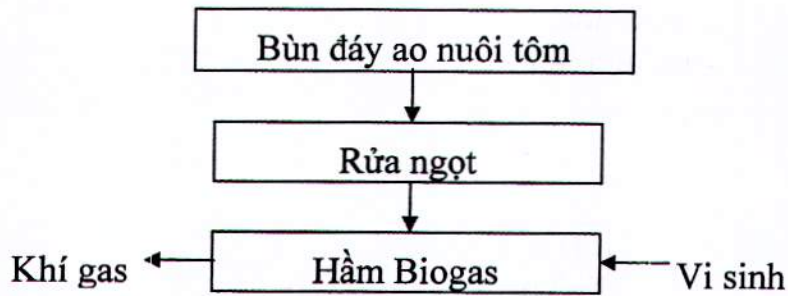 Bùn đáy ao nuôi tôm
Rửa ngọt
Khí gas
Hầm Biogas
Vi sinh